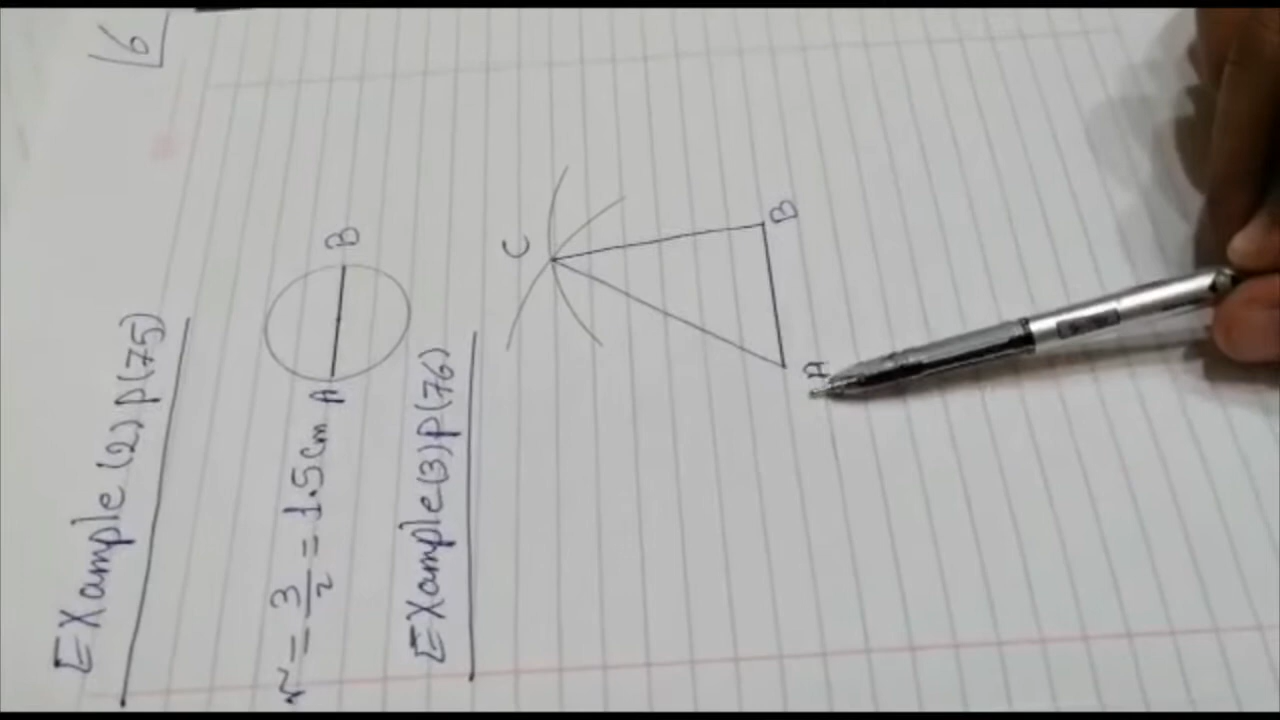 6
Example (2) p(75)
r = 3/2 = 1.5 cm
A B
Example (3) p(76)
C
A B